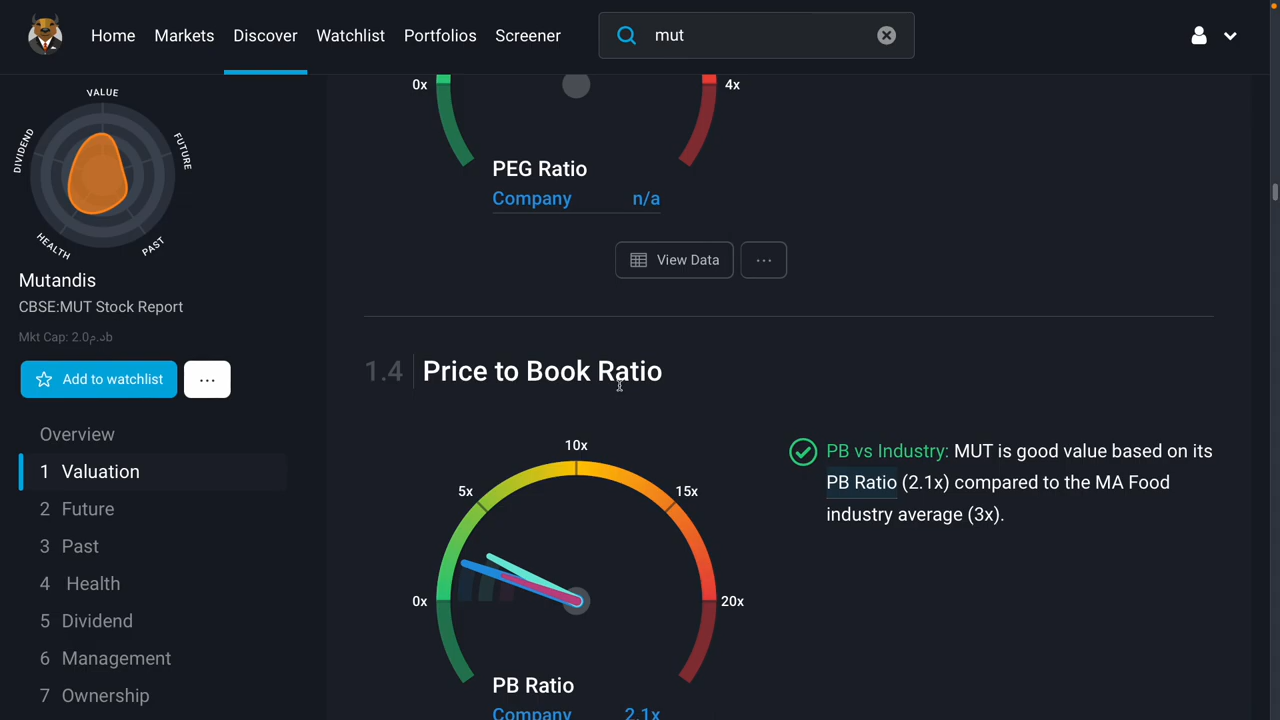 Home Markets Discover Watchlist Portfolios Screener mut
VALUE
FUTURE
PAST
HEALTH
DIVIDEND
Mutandis
CBSE:MUT Stock Report
Mkt Cap: د.م.2.0b
Add to watchlist ...
Overview
1 Valuation
2 Future
3 Past
4 Health
5 Dividend
6 Management
7 Ownership
0x 4x
PEG Ratio
Company n/a
View Data ...
1.4 Price to Book Ratio
0x 5x 10x 15x 20x
PB Ratio
Company 2.1x
PB vs Industry: MUT is good value based on its
PB Ratio (2.1x) compared to the MA Food
industry average (3x).